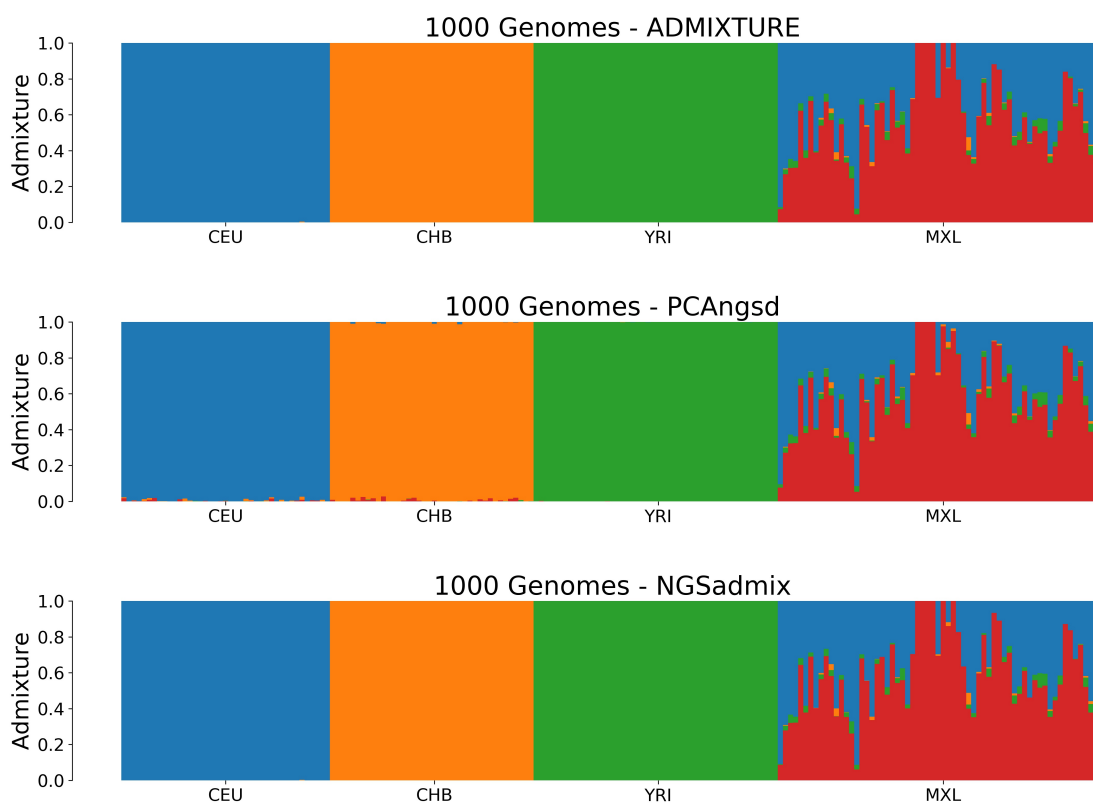 1000 Genomes - ADMIXTURE
Admixture
1.0
0.8
0.6
0.4
0.2
0.0
CEU CHB YRI MXL
1000 Genomes - PCAngsd
Admixture
1.0
0.8
0.6
0.4
0.2
0.0
CEU CHB YRI MXL
1000 Genomes - NGSadmix
Admixture
1.0
0.8
0.6
0.4
0.2
0.0
CEU CHB YRI MXL